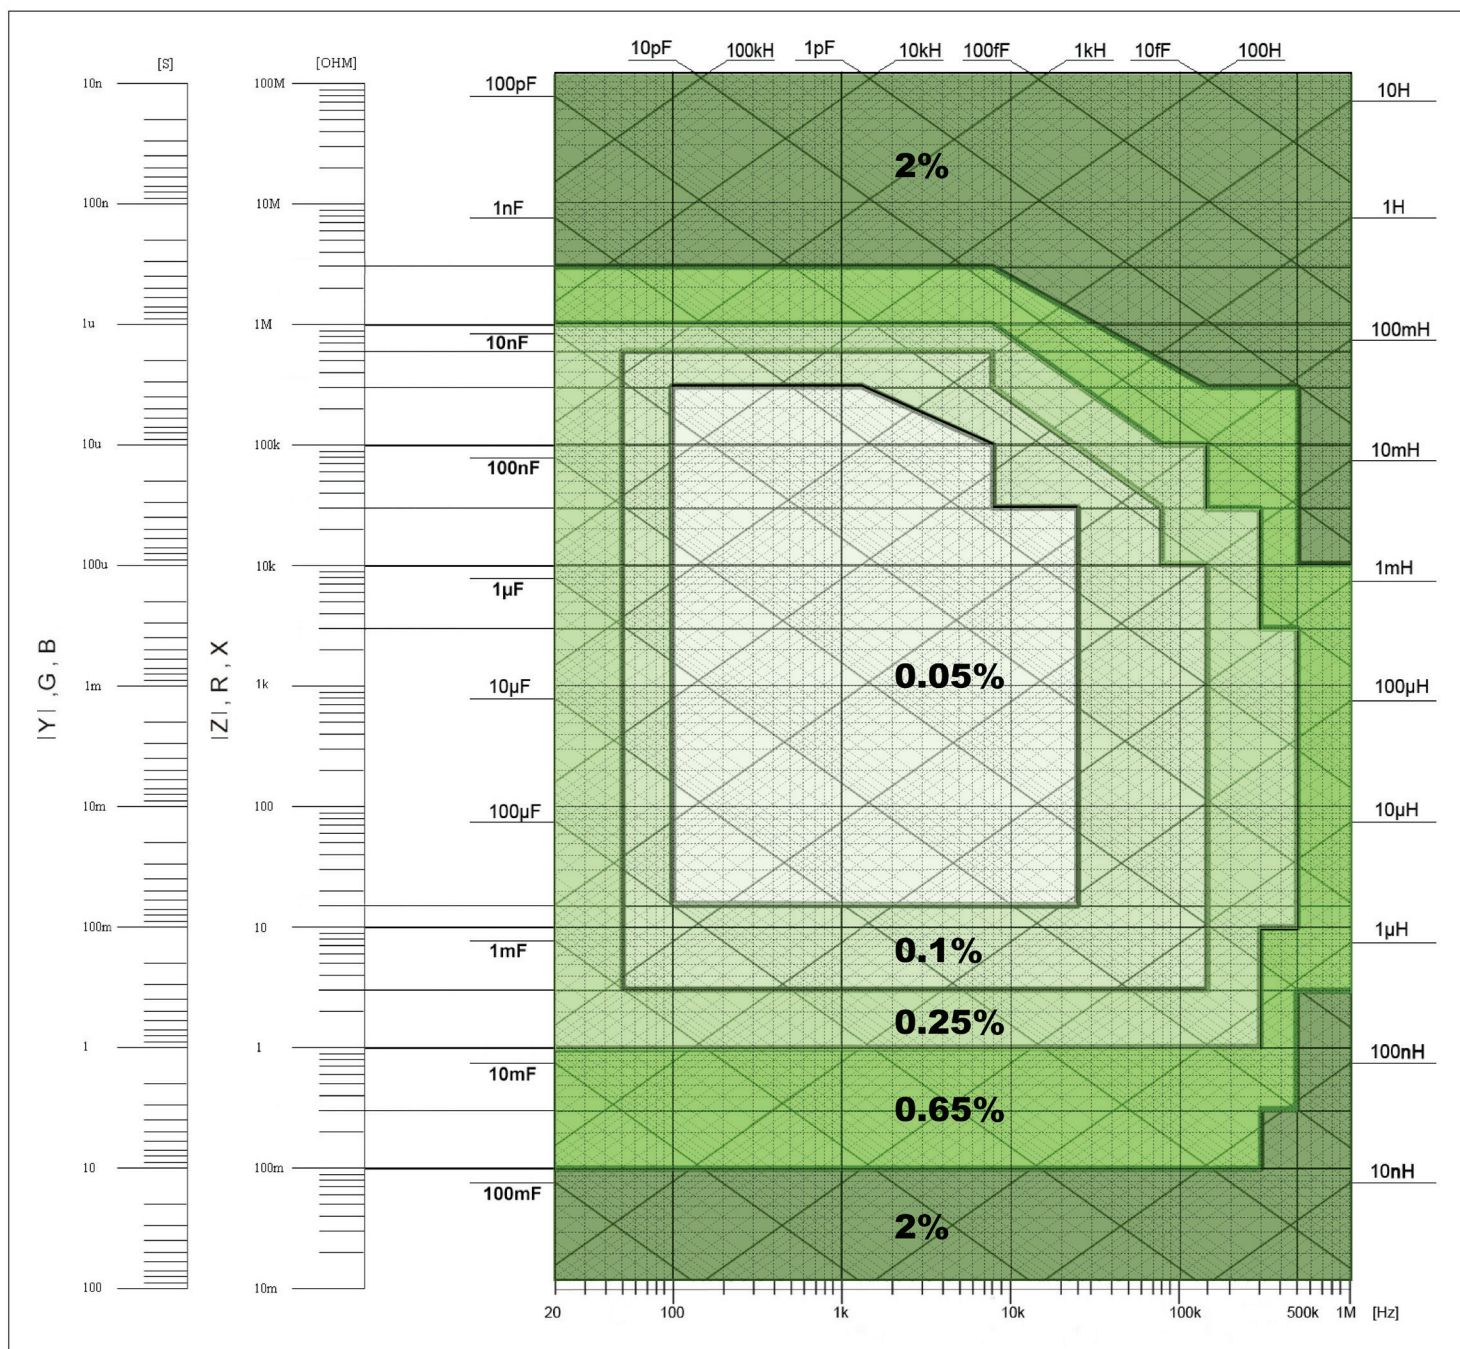 10pF 100kH 1pF 10kH 100fF 1kH 10fF 100H
[S] [OHM]
10n 100M 100pF 10H
2%
100n 10M 1nF 1H
1u 1M 10nF 100mH
10u 100k 100nF 10mH
100u 10k 1µF 1mH
|Y| , G , B |Z| , R , X
0.05%
1m 1k 10µF 100µH
10m 100 100µF 10µH
100m 10 1mF 1µH
0.1%
0.25%
1 1 10mF 100nH
0.65%
10 100m 100mF 10nH
2%
100 10m
20 100 1k 10k 100k 500k 1M [Hz]